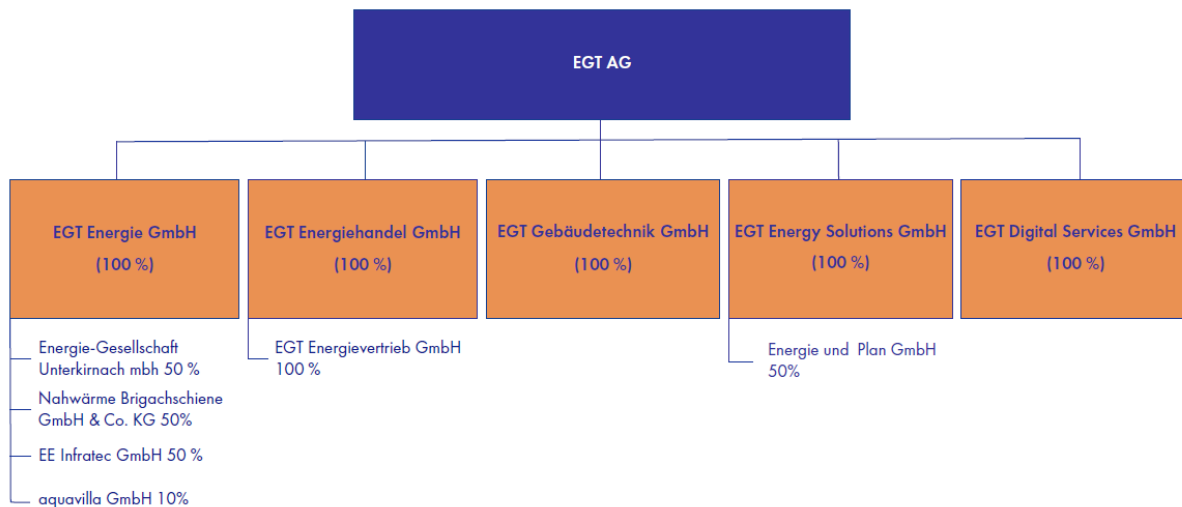 EGT AG
EGT Energie GmbH
(100 %)
EGT Energiehandel GmbH
(100 %)
EGT Gebäudetechnik GmbH
(100 %)
EGT Energy Solutions GmbH
(100 %)
EGT Digital Services GmbH
(100 %)
Energie-Gesellschaft
Unterkirnach mbh 50 %
Nahwärme Brigachschiene
GmbH & Co. KG 50%
EE Infratec GmbH 50 %
aquavilla GmbH 10%
EGT Energievertrieb GmbH
100 %
Energie und Plan GmbH
50%